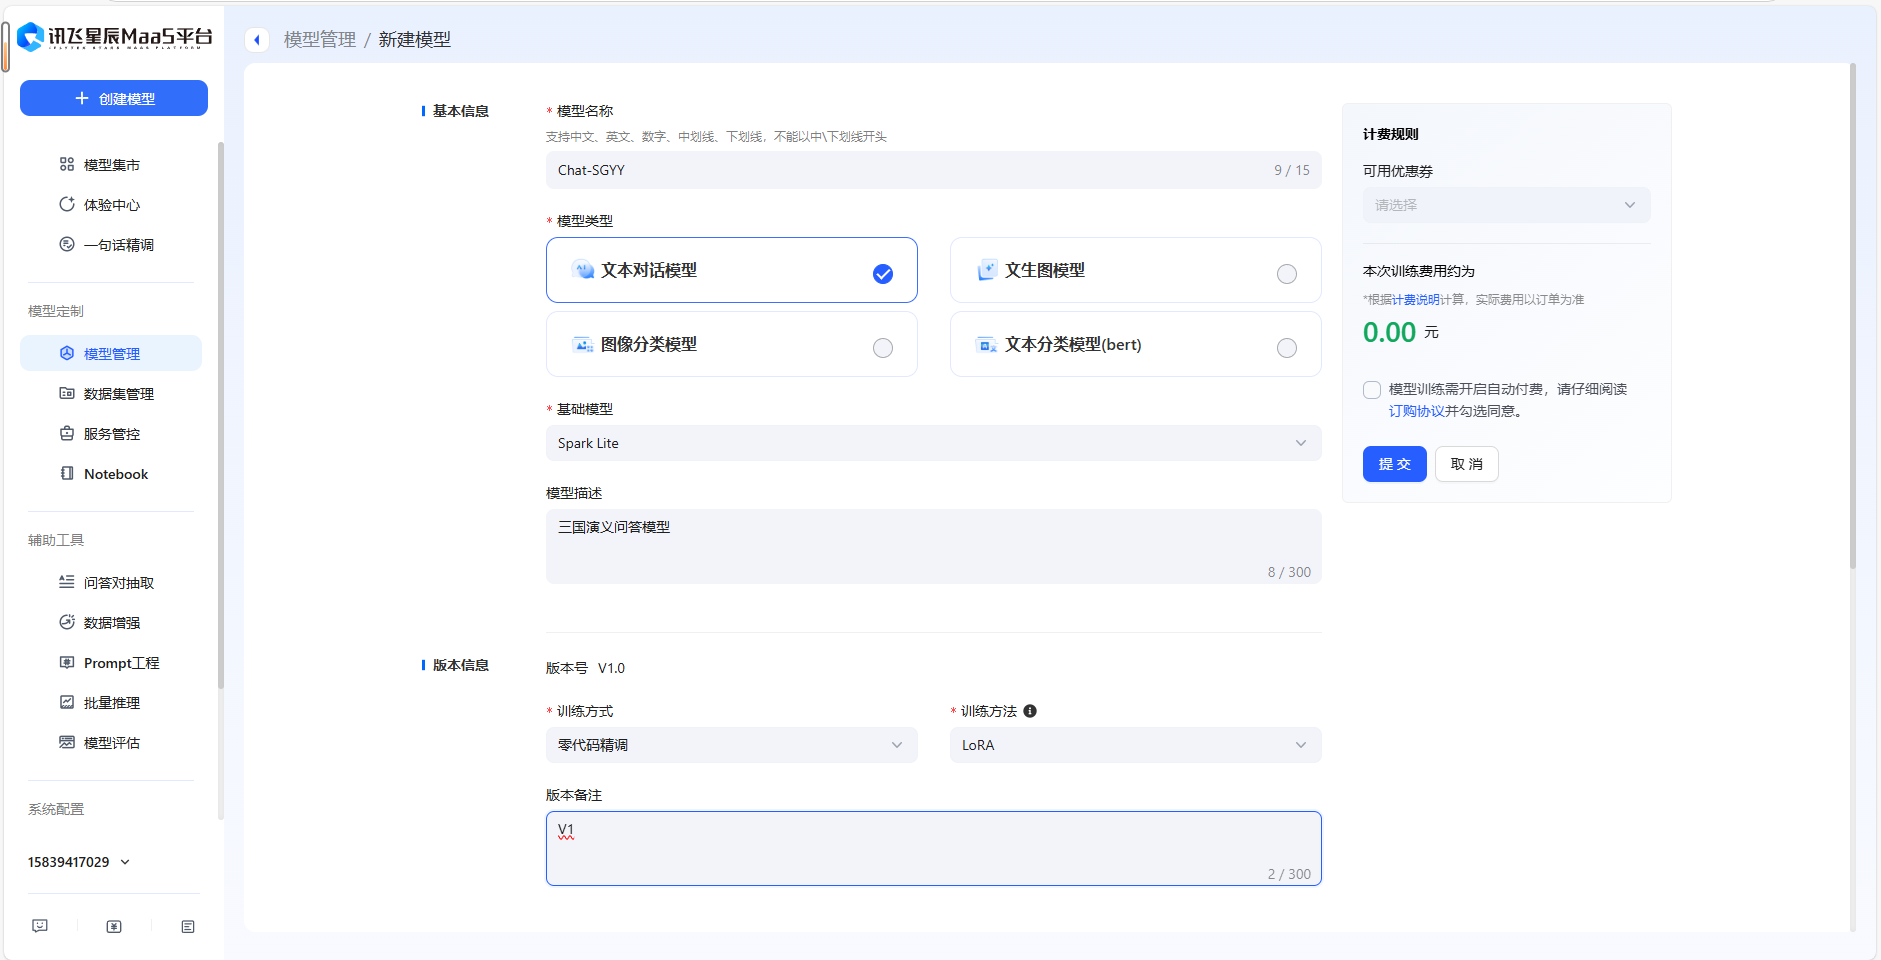 讯飞星辰MaaS平台
IFLYTEK STARS MAAS PLATFORM
创建模型
模型集市
体验中心
一句话精调
模型定制
模型管理
数据集管理
服务管控
Notebook
辅助工具
问答对抽取
数据增强
Prompt工程
批量推理
模型评估
系统配置
15839417029
模型管理 / 新建模型
基本信息
* 模型名称
支持中文、英文、数字、中划线、下划线，不能以中\下划线开头
Chat-SGYY
9 / 15
* 模型类型
文本对话模型
文生图模型
图像分类模型
文本分类模型(bert)
* 基础模型
Spark Lite
模型描述
三国演义问答模型
8 / 300
版本信息
版本号 V1.0
* 训练方式
零代码精调
* 训练方法
LoRA
版本备注
V1
2 / 300
计费规则
可用优惠券
请选择
本次训练费用约为
*根据计费说明计算，实际费用以订单为准
0.00 元
模型训练需开启自动付费，请仔细阅读
订购协议并勾选同意。
提交
取消